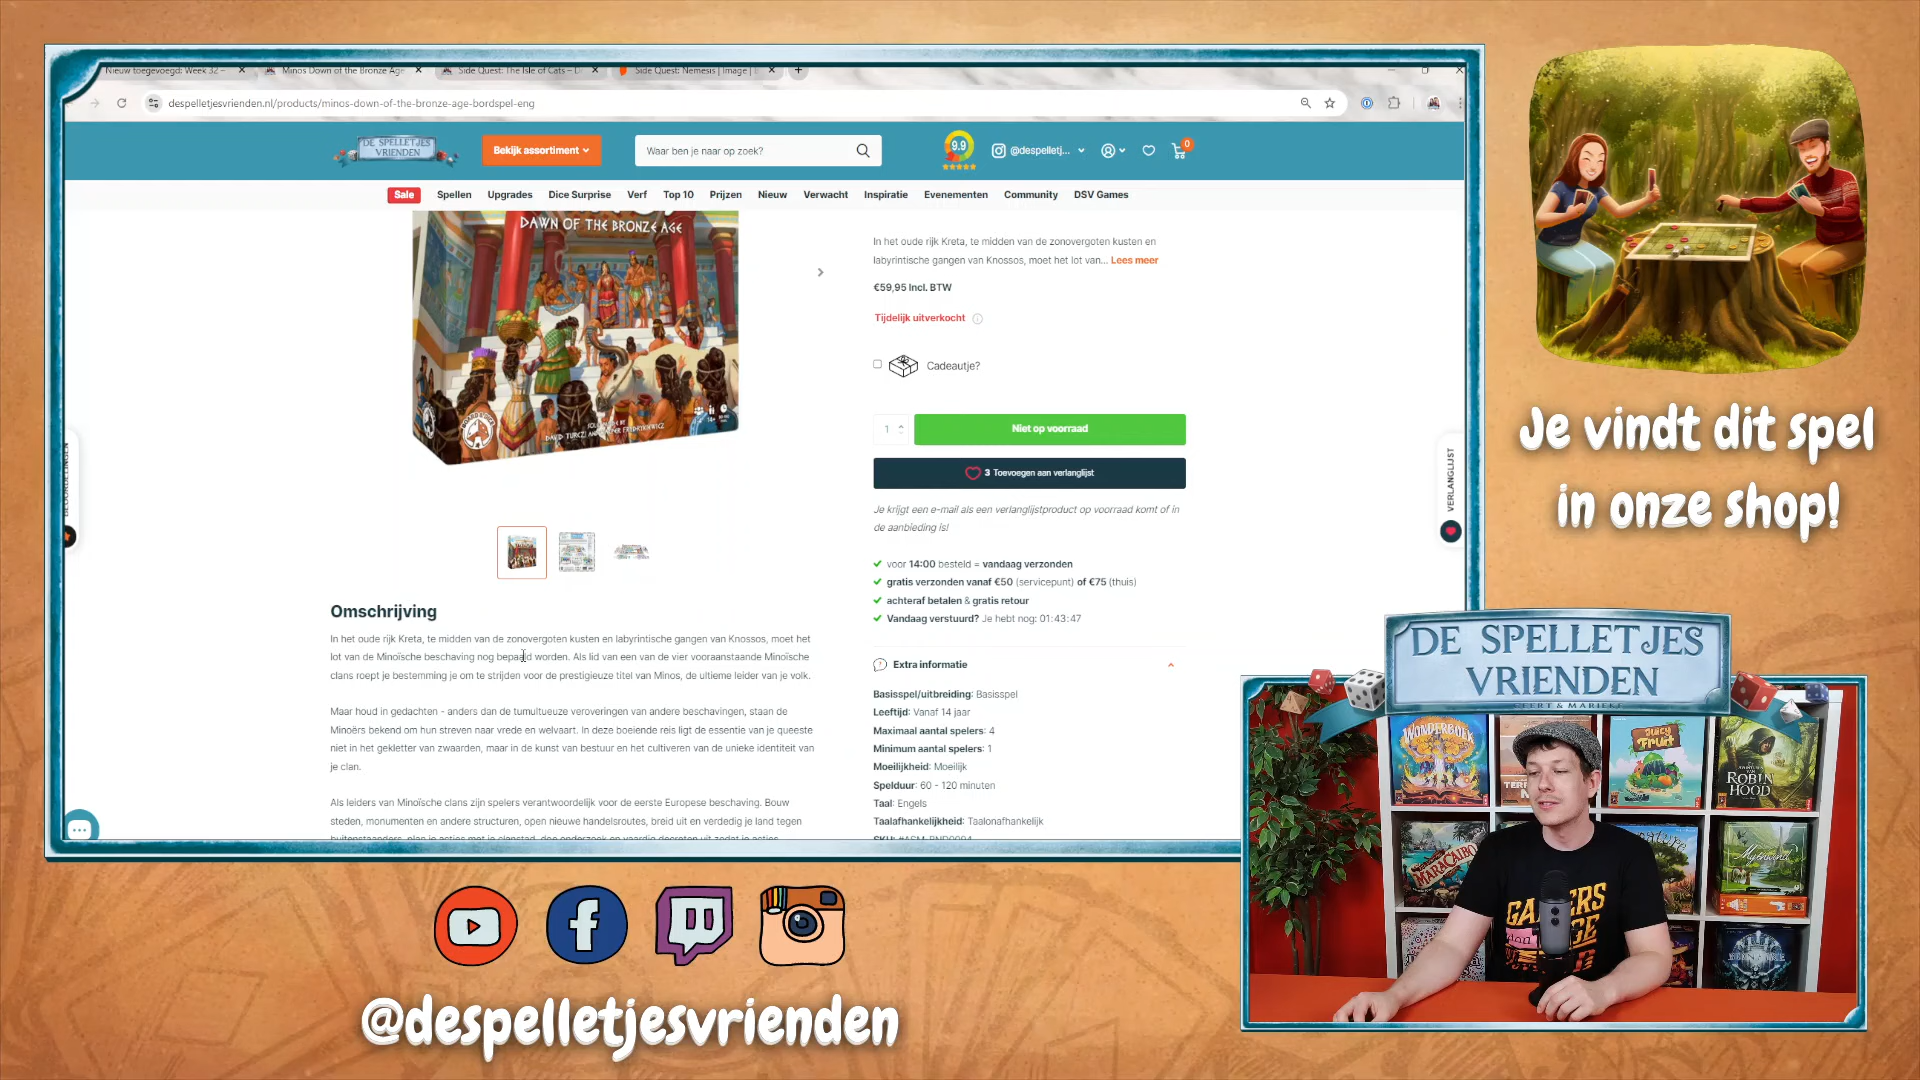 Nieuw toegevoegd: Week 32 –
Minos Down of the Bronze Age
Side Quest: The Isle of Cats – D
Side Quest: Nemesis | Image | B
despelletjesvrienden.nl/products/minos-down-of-the-bronze-age-bordspel-eng
DE SPELLETJES
VRIENDEN
Bekijk assortiment
Waar ben je naar op zoek?
9.9
@despelletj...
0
Sale
Spellen
Upgrades
Dice Surprise
Verf
Top 10
Prijzen
Nieuw
Verwacht
Inspiratie
Evenementen
Community
DSV Games
DAWN OF THE BRONZE AGE
In het oude rijk Kreta, te midden van de zonovergoten kusten en
labyrintische gangen van Knossos, moet het lot van... Lees meer
€59,95 Incl. BTW
Tijdelijk uitverkocht
Cadeautje?
1
Niet op voorraad
3 Toevoegen aan verlanglijst
Je krijgt een e-mail als een verlanglijstproduct op voorraad komt of in
de aanbieding is!
voor 14:00 besteld = vandaag verzonden
gratis verzonden vanaf €50 (servicepunt) of €75 (thuis)
achteraf betalen & gratis retour
Vandaag verstuurd? Je hebt nog: 01:43:47
Extra informatie
Basisspel/uitbreiding: Basisspel
Leeftijd: Vanaf 14 jaar
Maximaal aantal spelers: 4
Minimum aantal spelers: 1
Moeilijkheid: Moeilijk
Speelduur: 60 - 120 minuten
Taal: Engels
Taalafhankelijkheid: Taalonafhankelijk
Omschrijving
In het oude rijk Kreta, te midden van de zonovergoten kusten en labyrintische gangen van Knossos, moet het
lot van de Minoïsche beschaving nog bepaald worden. Als lid van een van de vier vooraanstaande Minoïsche
clans roept je bestemming je om te strijden voor de prestigieuze titel van Minos, de ultieme leider van je volk.
Maar houd in gedachten - anders dan de tumultueuze veroveringen van andere beschavingen, staan de
Minoërs bekend om hun streven naar vrede en welvaart. In deze boeiende reis ligt de essentie van je queeste
niet in het gekletter van zwaarden, maar in de kunst van bestuur en het cultiveren van de unieke identiteit van
je clan.
Als leiders van Minoïsche clans zijn spelers verantwoordelijk voor de eerste Europese beschaving. Bouw
steden, monumenten en andere structuren, open nieuwe handelsroutes, breid uit en verdedig je land tegen
BEOORDELINGEN
VERLANGLIJST
Je vindt dit spel
in onze shop!
DE SPELLETJES
VRIENDEN
GEERT & MARIEKE
WONDERBOEK
JUICY
FRUIT
ROBIN
HOOD
MARACAIBO
@despelletjesvrienden